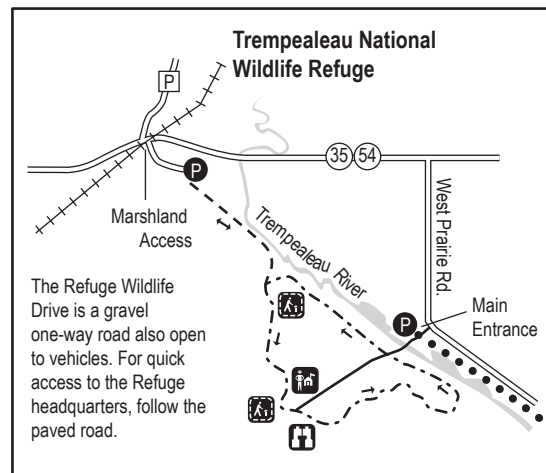 Trempealeau National
Wildlife Refuge
P
35 54
P
Marshland
Access
Trempealeau River
West Prairie Rd.
P
Main
Entrance
The Refuge Wildlife
Drive is a gravel
one-way road also open
to vehicles. For quick
access to the Refuge
headquarters, follow the
paved road.